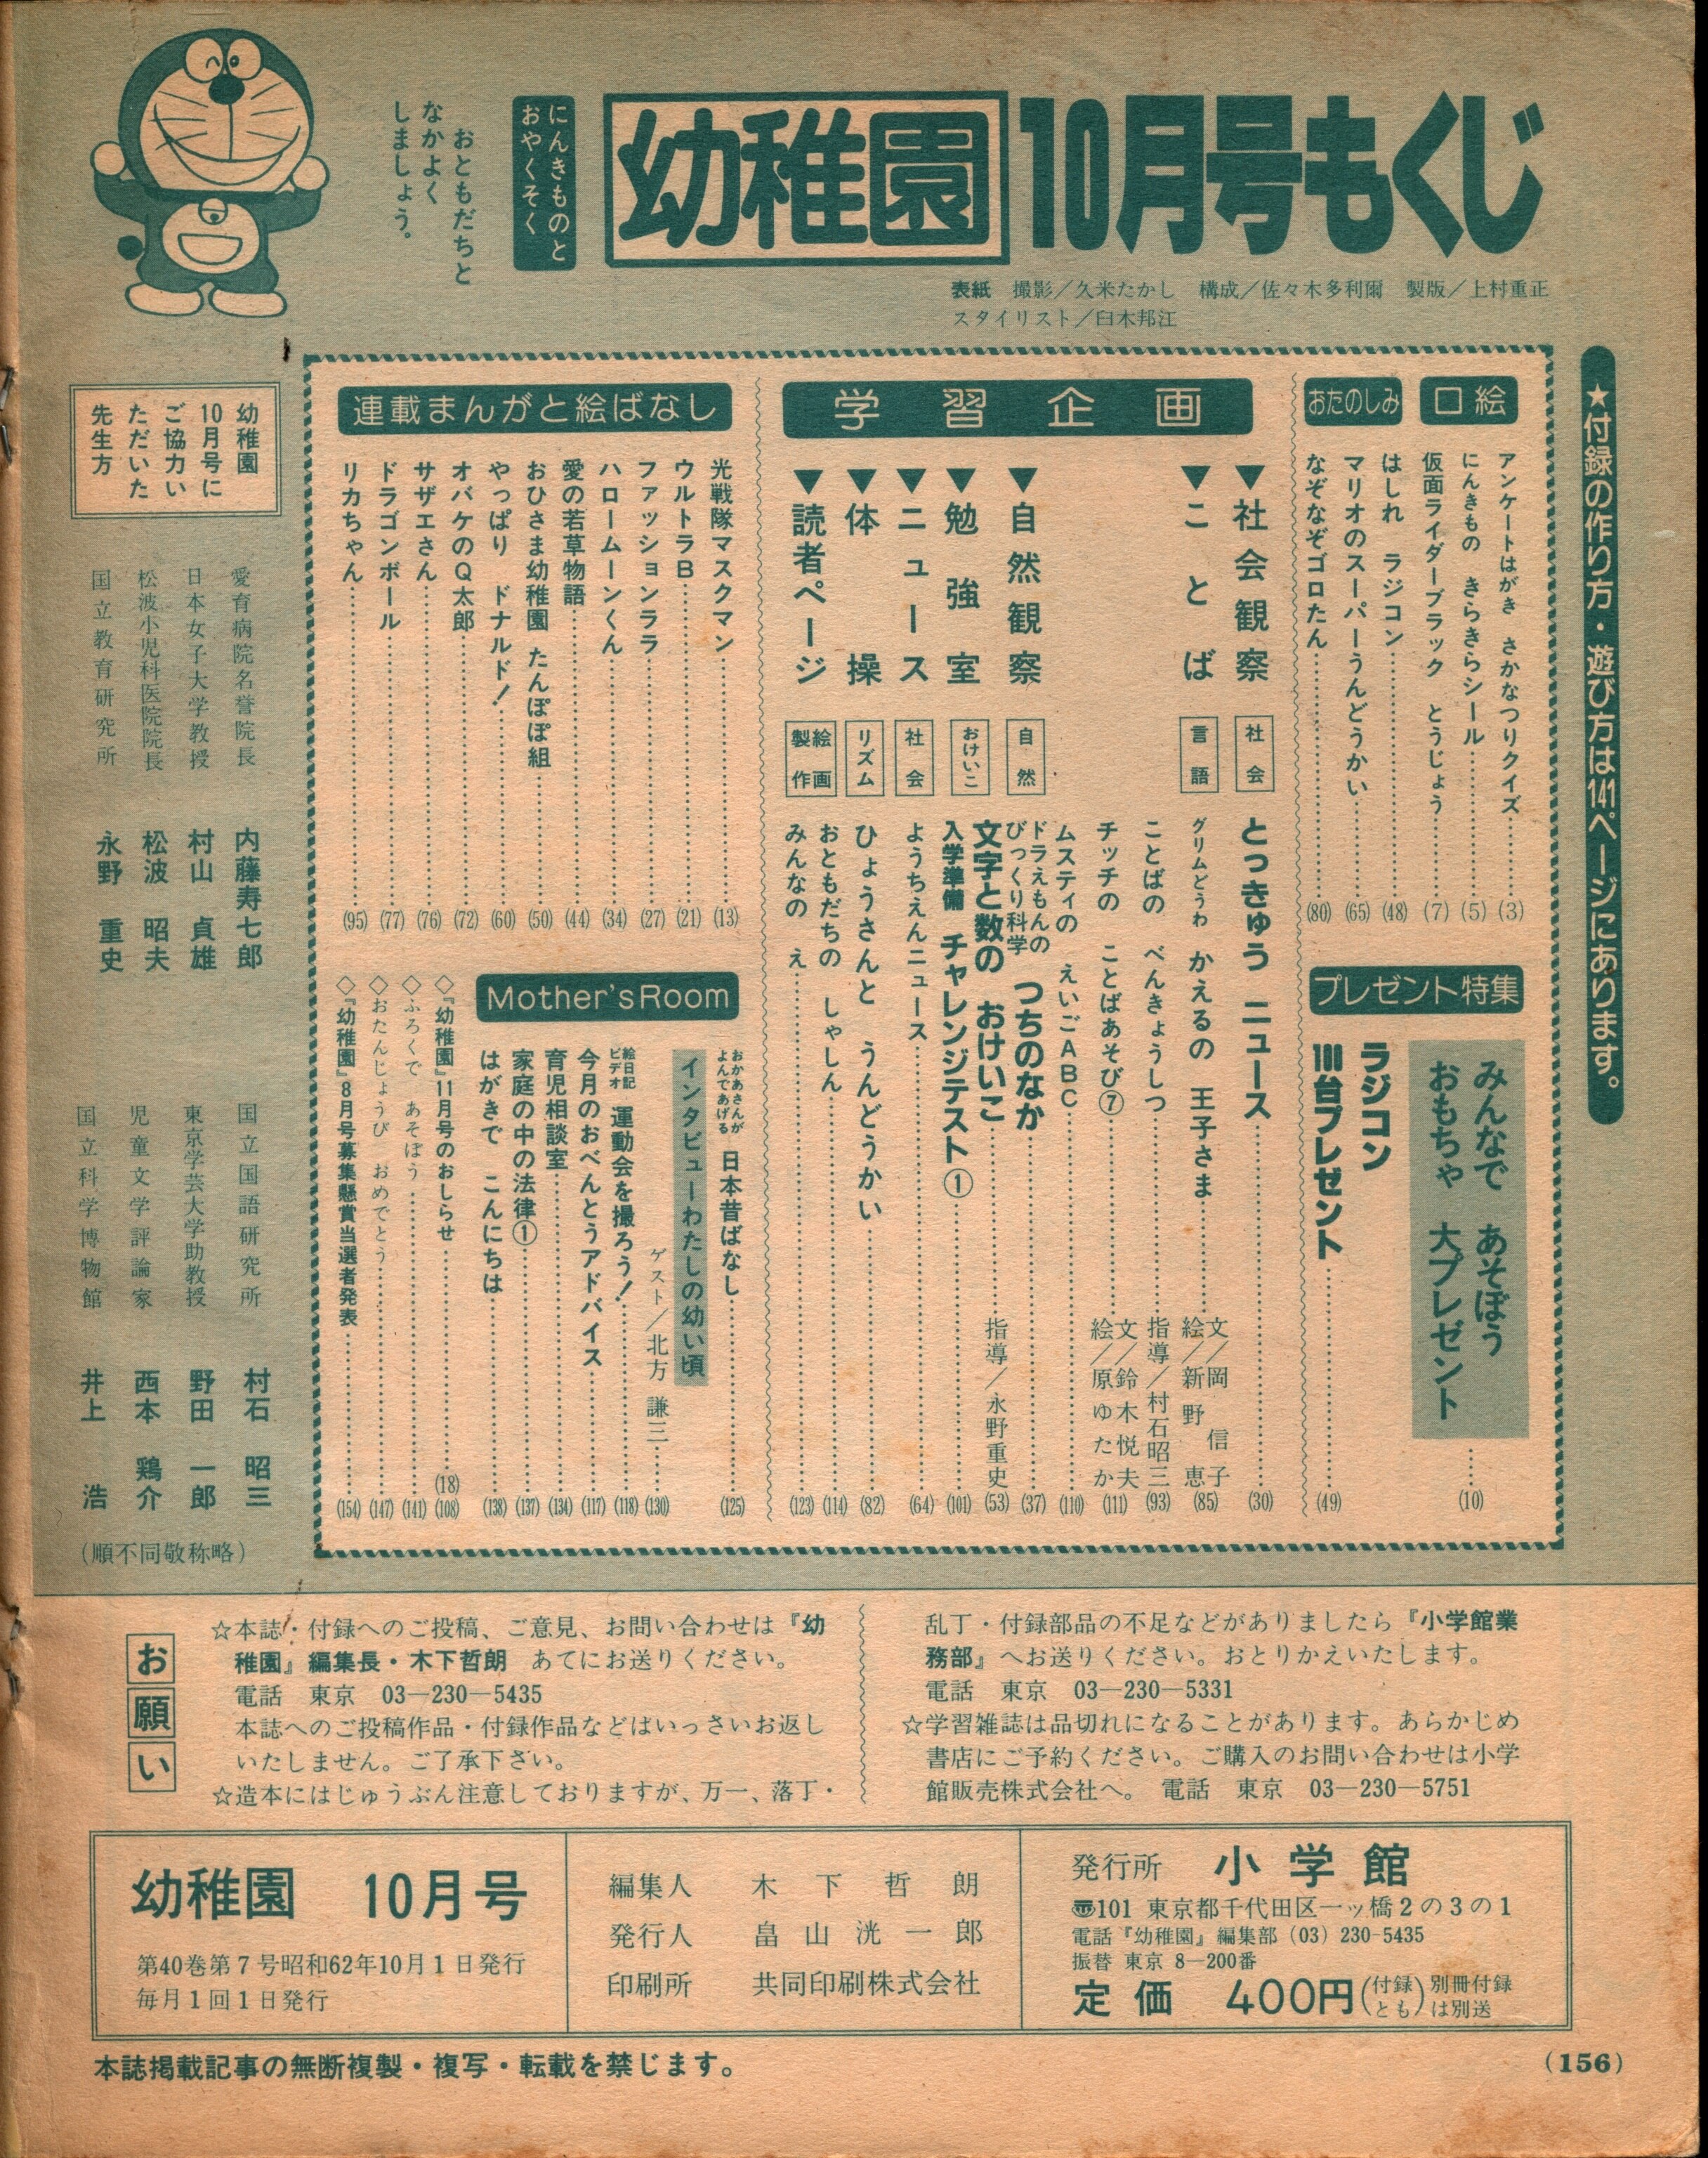 幼稚園 10月号もくじ
にんきものと
おやくそく
おともだちと
なかよく
しましょう。
表紙 撮影／久米たかし 構成／佐々木多利爾 製版／上村重正
スタイリスト／臼木邦江
★付録の作り方・遊び方は141ページにあります。
口絵
アンケートはがき さかなつりクイズ (3)
にんきもの きらきらシール (5)
仮面ライダーブラック とうじょう (7)
おたのしみ
はしれ ラジコン (48)
マリオのスーパーうんどうかい (65)
なぞなぞゴロたん (80)
プレゼント特集
みんなで あそぼう
おもちゃ 大プレゼント (10)
ラジコン
100台プレゼント (49)
学習企画
▼社会観察 社会 とっきゅう ニュース (30)
▼ことば 言語 グリムどうわ かえるの 王子さま 文／岡信子 絵／新野恵 (85)
ことばの べんきょうしつ 指導／村石昭三 (93)
チッチの ことばあそび⑦ 文／鈴木悦夫 絵／原ゆたか (111)
ムスティの えいごABC (110)
▼自然観察 自然 ドラえもんの びっくり科学 つちのなか (37)
▼勉強室 おけいこ 文字と数の おけいこ 指導／永野重史 (53)
入学準備 チャレンジテスト① (101)
▼ニュース 社会 ようちえんニュース (64)
▼体操 リズム ひょうさんと うんどうかい (82)
▼読者ページ 絵画 製作 おともだちの しゃしん (114)
みんなの え (123)
連載まんがと絵ばなし
光戦隊マスクマン (13)
ウルトラB (21)
ファッションララ (27)
ハロームーンくん (34)
愛の若草物語 (44)
おひさま幼稚園 たんぽぽ組 (50)
やっぱり ドナルド！ (60)
オバケのQ太郎 (72)
サザエさん (76)
ドラゴンボール (77)
リカちゃん (95)
Mother'sRoom
おかあさんが よんであげる 日本昔ばなし (125)
インタビューわたしの幼い頃
ゲスト／北方 謙三 (130)
絵日記 ビデオ 運動会を撮ろう！ (118)
今月のおべんとうアドバイス (117)
育児相談室 (134)
家庭の中の法律① (137)
はがきで こんにちは (138)
◇『幼稚園』11月号のおしらせ (18) (108)
◇ふろくで あそぼう (141)
◇おたんじょうび おめでとう (147)
◇『幼稚園』8月号募集懸賞当選者発表 (154)
幼稚園
10月号に
ご協力い
ただいた
先生方
愛育病院名誉院長 内藤寿七郎
日本女子大学教授 村山 貞雄
松波小児科医院院長 松波 昭夫
国立教育研究所 永野 重史
国立国語研究所 村石 昭三
東京学芸大学助教授 野田 一郎
児童文学評論家 西本 鶏介
国立科学博物館 井上 浩
（順不同敬称略）
お願い
☆本誌・付録へのご投稿、ご意見、お問い合わせは『幼
稚園』編集長・木下哲朗 あてにお送りください。
電話 東京 03―230―5435
本誌へのご投稿作品・付録作品などはいっさいお返し
いたしません。ご了承下さい。
☆造本にはじゅうぶん注意しておりますが、万一、落丁・
乱丁・付録部品の不足などがありましたら『小学館業
務部』へお送りください。おとりかえいたします。
電話 東京 03―230―5331
☆学習雑誌は品切れになることがあります。あらかじめ
書店にご予約ください。ご購入のお問い合わせは小学
館販売株式会社へ。 電話 東京 03―230―5751
幼稚園 10月号
第40巻第7号昭和62年10月1日発行
毎月1回1日発行
編集人 木下哲朗
発行人 畠山洸一郎
印刷所 共同印刷株式会社
発行所 小学館
〠101 東京都千代田区一ッ橋2の3の1
電話『幼稚園』編集部（03）230-5435
振替 東京 8―200番
定価 400円（付録とも）別冊付録は別送
本誌掲載記事の無断複製・複写・転載を禁じます。
（156）